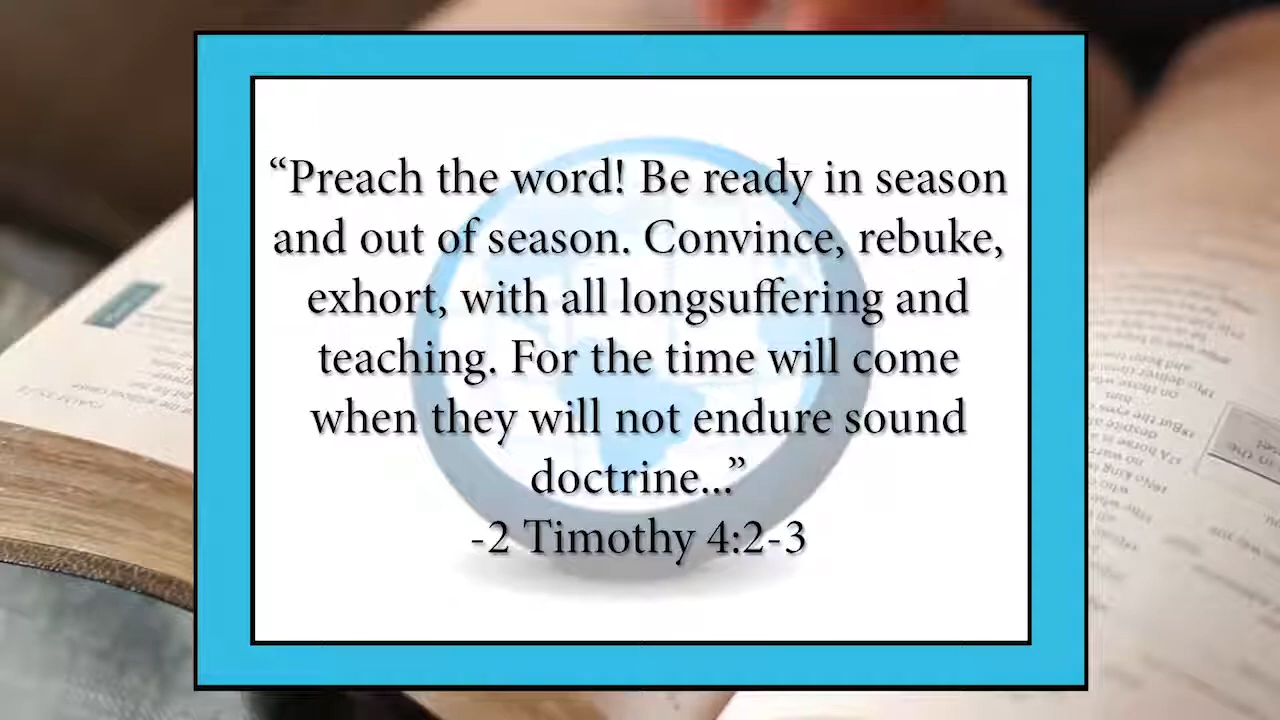 “Preach the word! Be ready in season
and out of season. Convince, rebuke,
exhort, with all longsuffering and
teaching. For the time will come
when they will not endure sound
doctrine...”
-2 Timothy 4:2-3